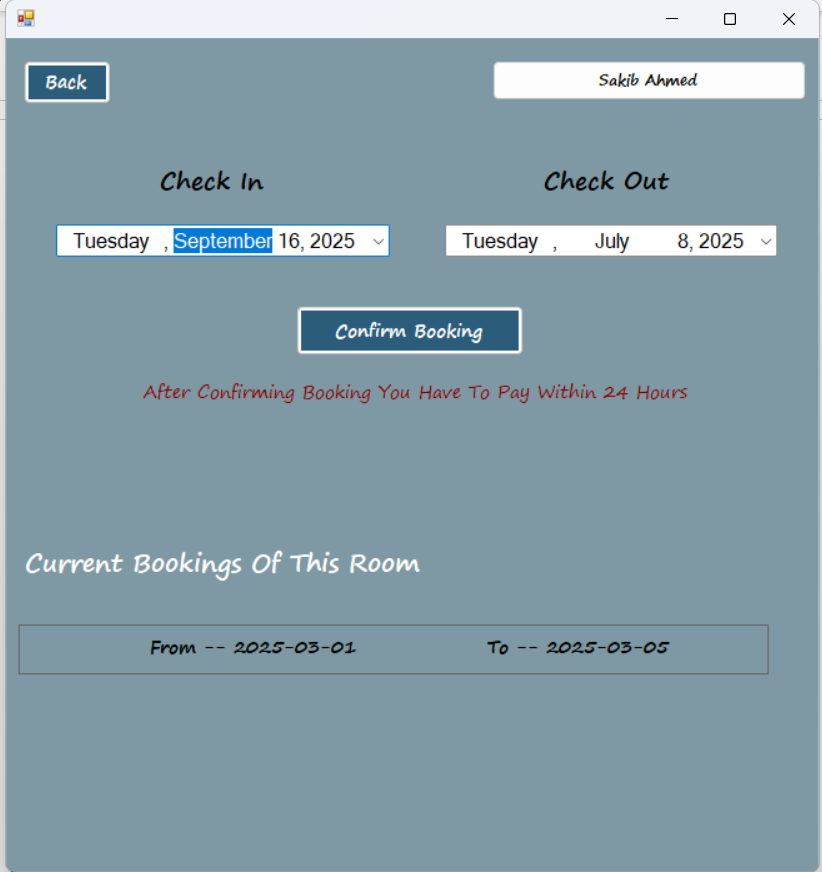 Back
Sakib Ahmed
Check In
Check Out
Tuesday , September 16, 2025
Tuesday , July 8, 2025
Confirm Booking
After Confirming Booking You Have To Pay Within 24 Hours
Current Bookings Of This Room
From -- 2025-03-01
To -- 2025-03-05